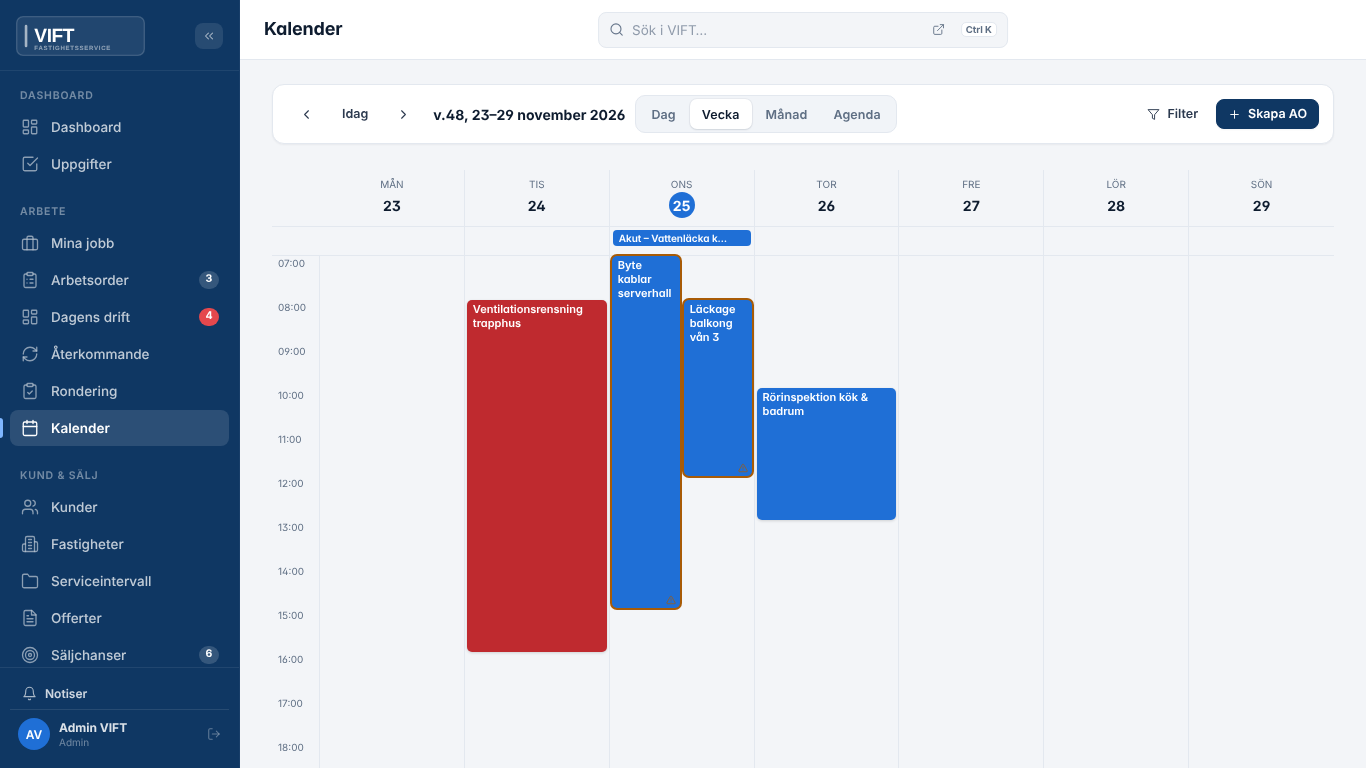 VIFT
FASTIGHETSSERVICE
DASHBOARD
Dashboard
Uppgifter
ARBETE
Mina jobb
Arbetsorder 3
Dagens drift 4
Återkommande
Rondering
Kalender
KUND & SÄLJ
Kunder
Fastigheter
Serviceintervall
Offerter
Säljchanser 6
Notiser
AV
Admin VIFT
Admin
Kalender
Sök i VIFT...
Ctrl K
Idag
v.48, 23–29 november 2026
Dag
Vecka
Månad
Agenda
Filter
+ Skapa AO
MÅN
23
TIS
24
ONS
25
TOR
26
FRE
27
LÖR
28
SÖN
29
Akut – Vattenläcka k...
07:00
08:00
09:00
10:00
11:00
12:00
13:00
14:00
15:00
16:00
17:00
18:00
Ventilationsrensning
trapphus
Byte
kablar
serverhall
Läckage
balkong
vån 3
Rörinspektion kök &
badrum